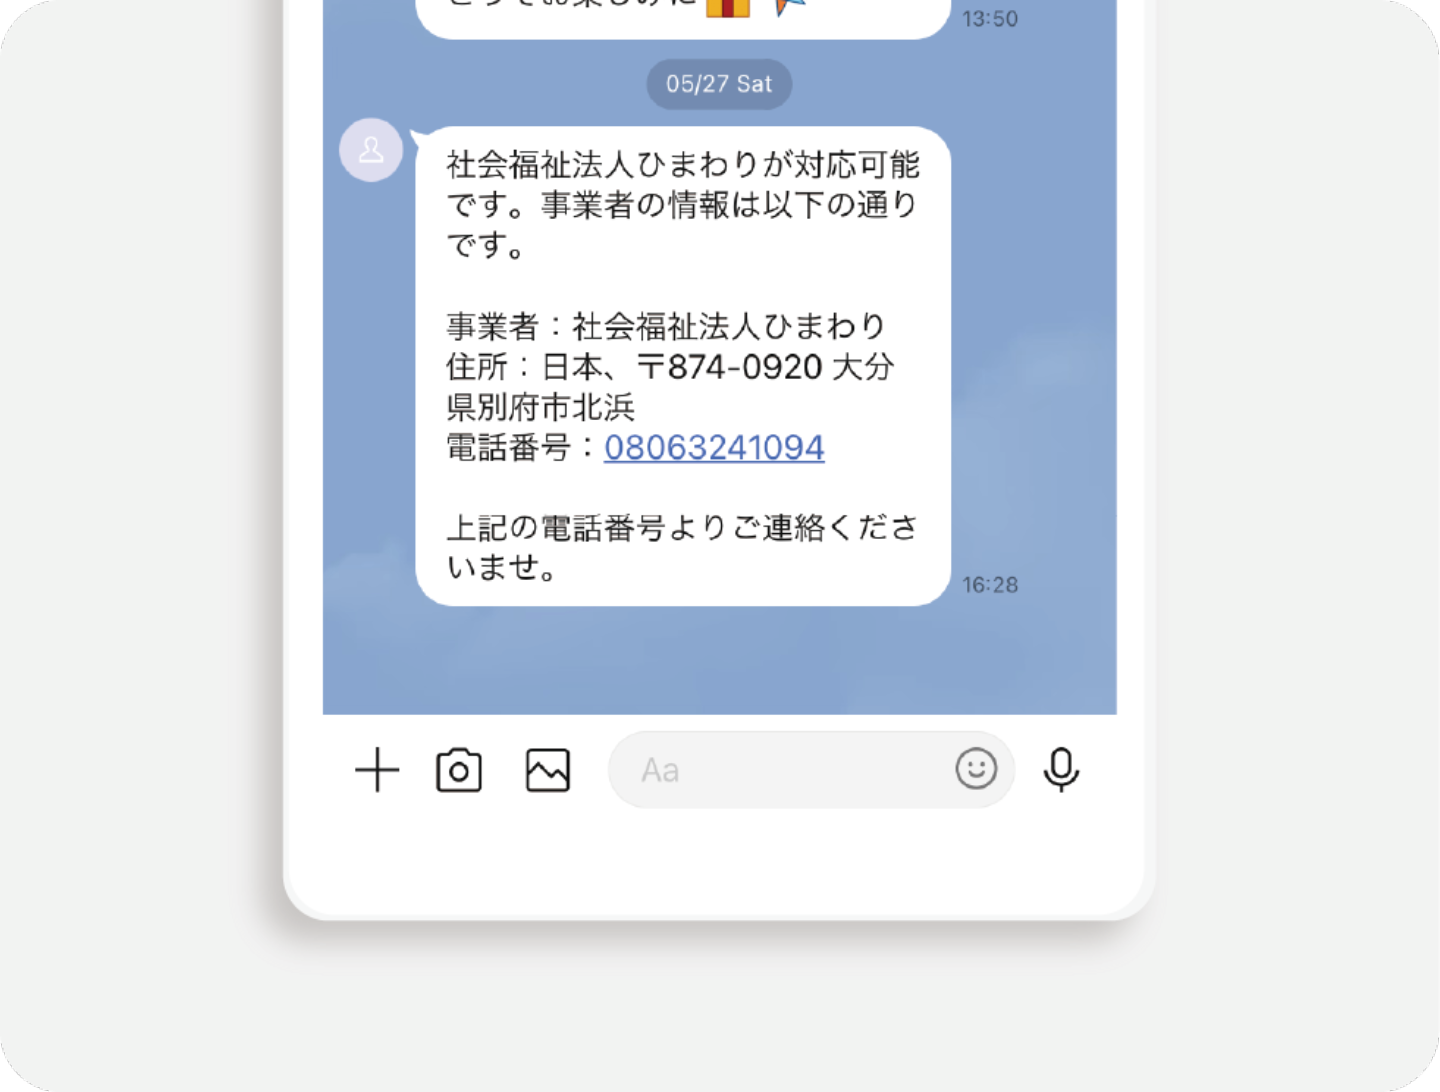 13:50
05/27 Sat
社会福祉法人ひまわりが対応可能
です。事業者の情報は以下の通り
です。
事業者：社会福祉法人ひまわり
住所：日本、〒874-0920 大分
県別府市北浜
電話番号：08063241094
上記の電話番号よりご連絡くださ
いませ。
16:28
Aa